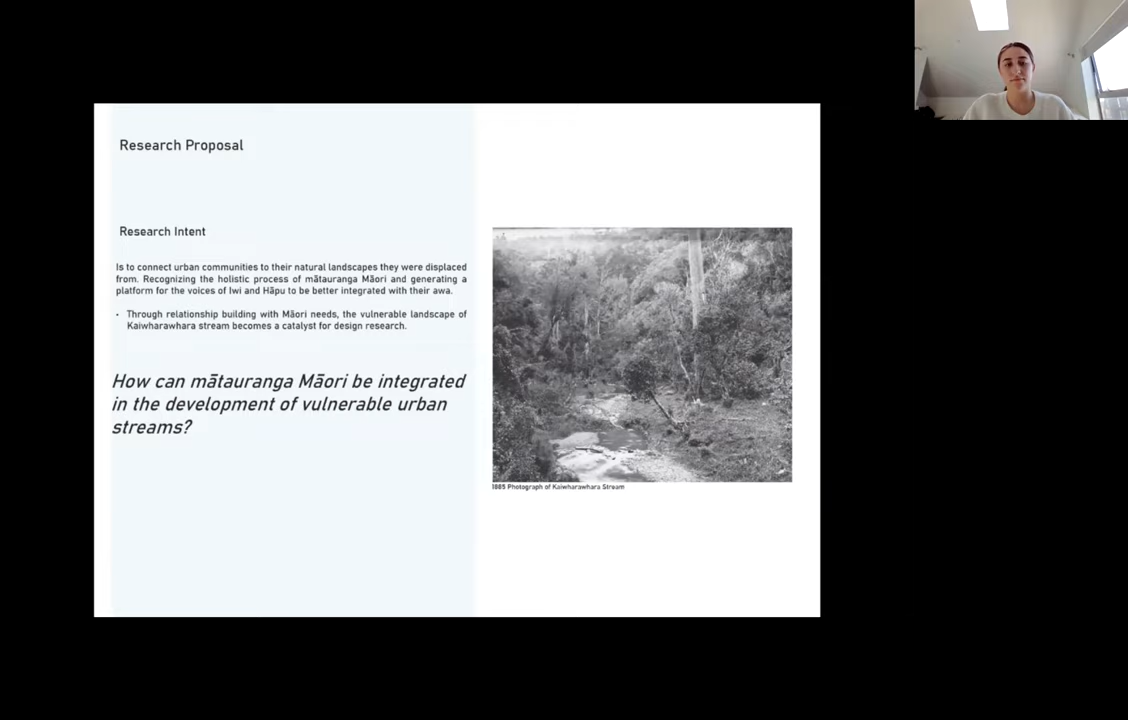 Research Proposal
Research Intent
Is to connect urban communities to their natural landscapes they were displaced
from. Recognizing the holistic process of mātauranga Māori and generating a
platform for the voices of Iwi and Hāpu to be better integrated with their awa.
• Through relationship building with Māori needs, the vulnerable landscape of
Kaiwharawhara stream becomes a catalyst for design research.
How can mātauranga Māori be integrated
in the development of vulnerable urban
streams?
1885 Photograph of Kaiwharawhara Stream